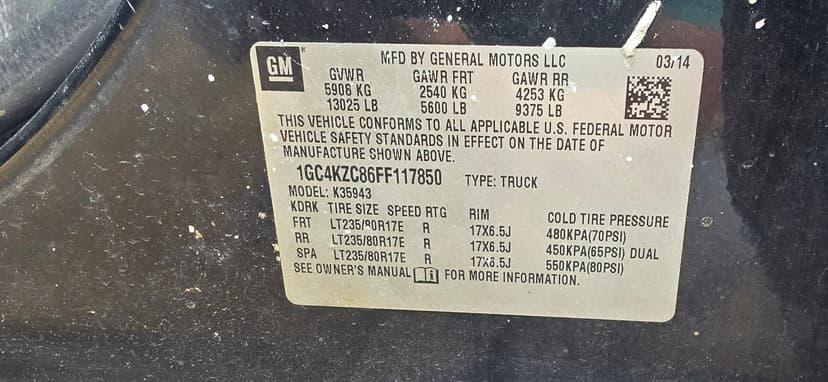 GM
MFD BY GENERAL MOTORS LLC 03/14
GVWR GAWR FRT GAWR RR
5906 KG 2540 KG 4253 KG
13025 LB 5600 LB 9375 LB
THIS VEHICLE CONFORMS TO ALL APPLICABLE U.S. FEDERAL MOTOR
VEHICLE SAFETY STANDARDS IN EFFECT ON THE DATE OF
MANUFACTURE SHOWN ABOVE.
1GC4KZC86FF117850 TYPE: TRUCK
MODEL: K35943
KDRK TIRE SIZE SPEED RTG RIM COLD TIRE PRESSURE
FRT LT235/80R17E R 17X6.5J 480KPA(70PSI)
RR LT235/80R17E R 17X6.5J 450KPA(65PSI) DUAL
SPA LT235/80R17E R 17X6.5J 550KPA(80PSI)
SEE OWNER'S MANUAL FOR MORE INFORMATION.